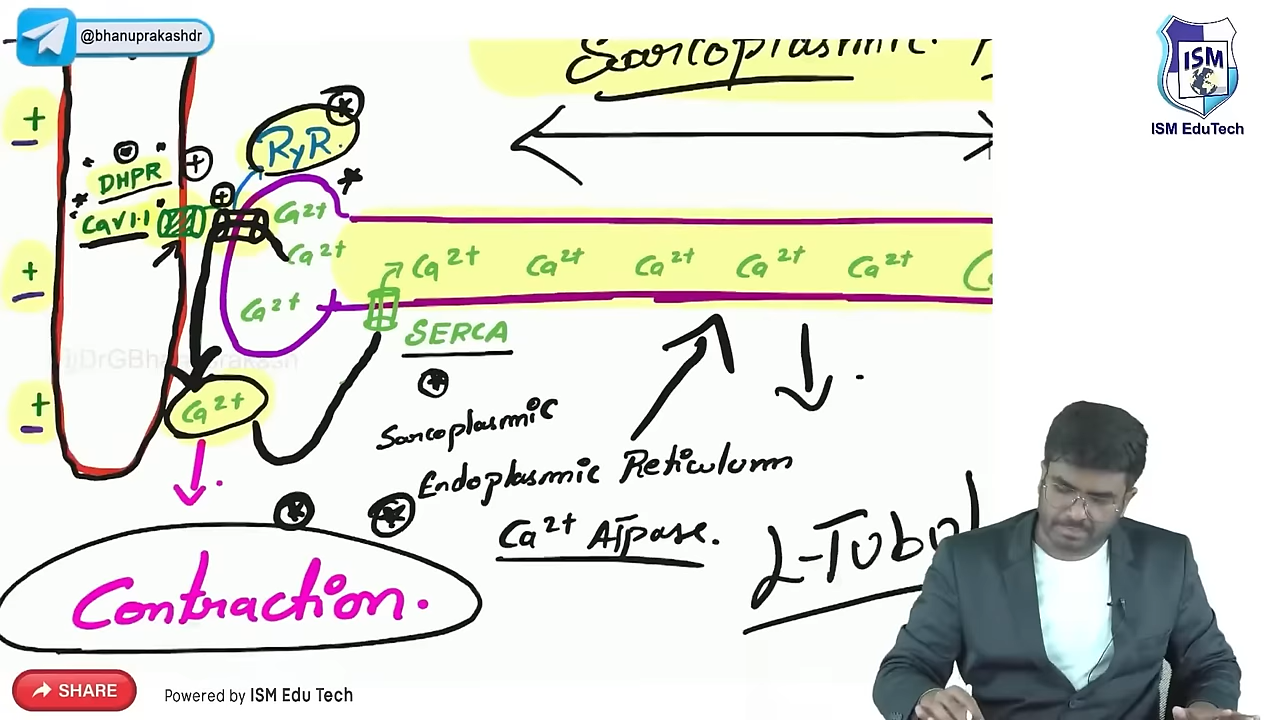 @bhanuprakashdr
ISM
ISM EduTech
Sarcoplasmic
RyR.
DHPR
Cav1.1
Ca2+
Ca2+
Ca2+
Ca2+ Ca2+ Ca2+ Ca2+ Ca2+
SERCA
Ca2+
Sarcoplasmic
Endoplasmic Reticulum
Ca2+ ATpase.
L-Tubul
Contraction.
SHARE
Powered by ISM Edu Tech